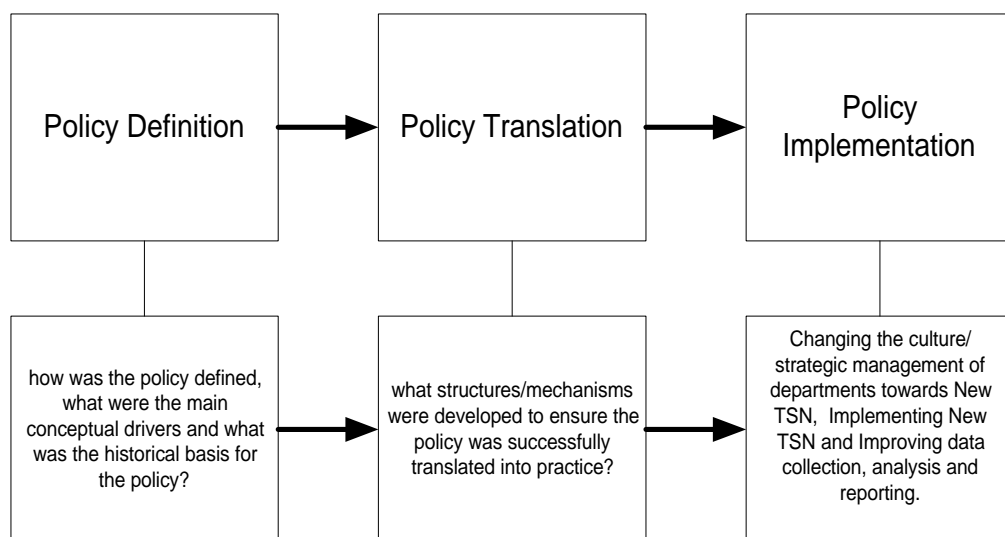 Policy Definition
Policy Translation
Policy
Implementation
how was the policy defined,
what were the main
conceptual drivers and what
was the historical basis for
the policy?
what structures/mechanisms
were developed to ensure the
policy was successfully
translated into practice?
Changing the culture/
strategic management of
departments towards New
TSN, Implementing New
TSN and Improving data
collection, analysis and
reporting.